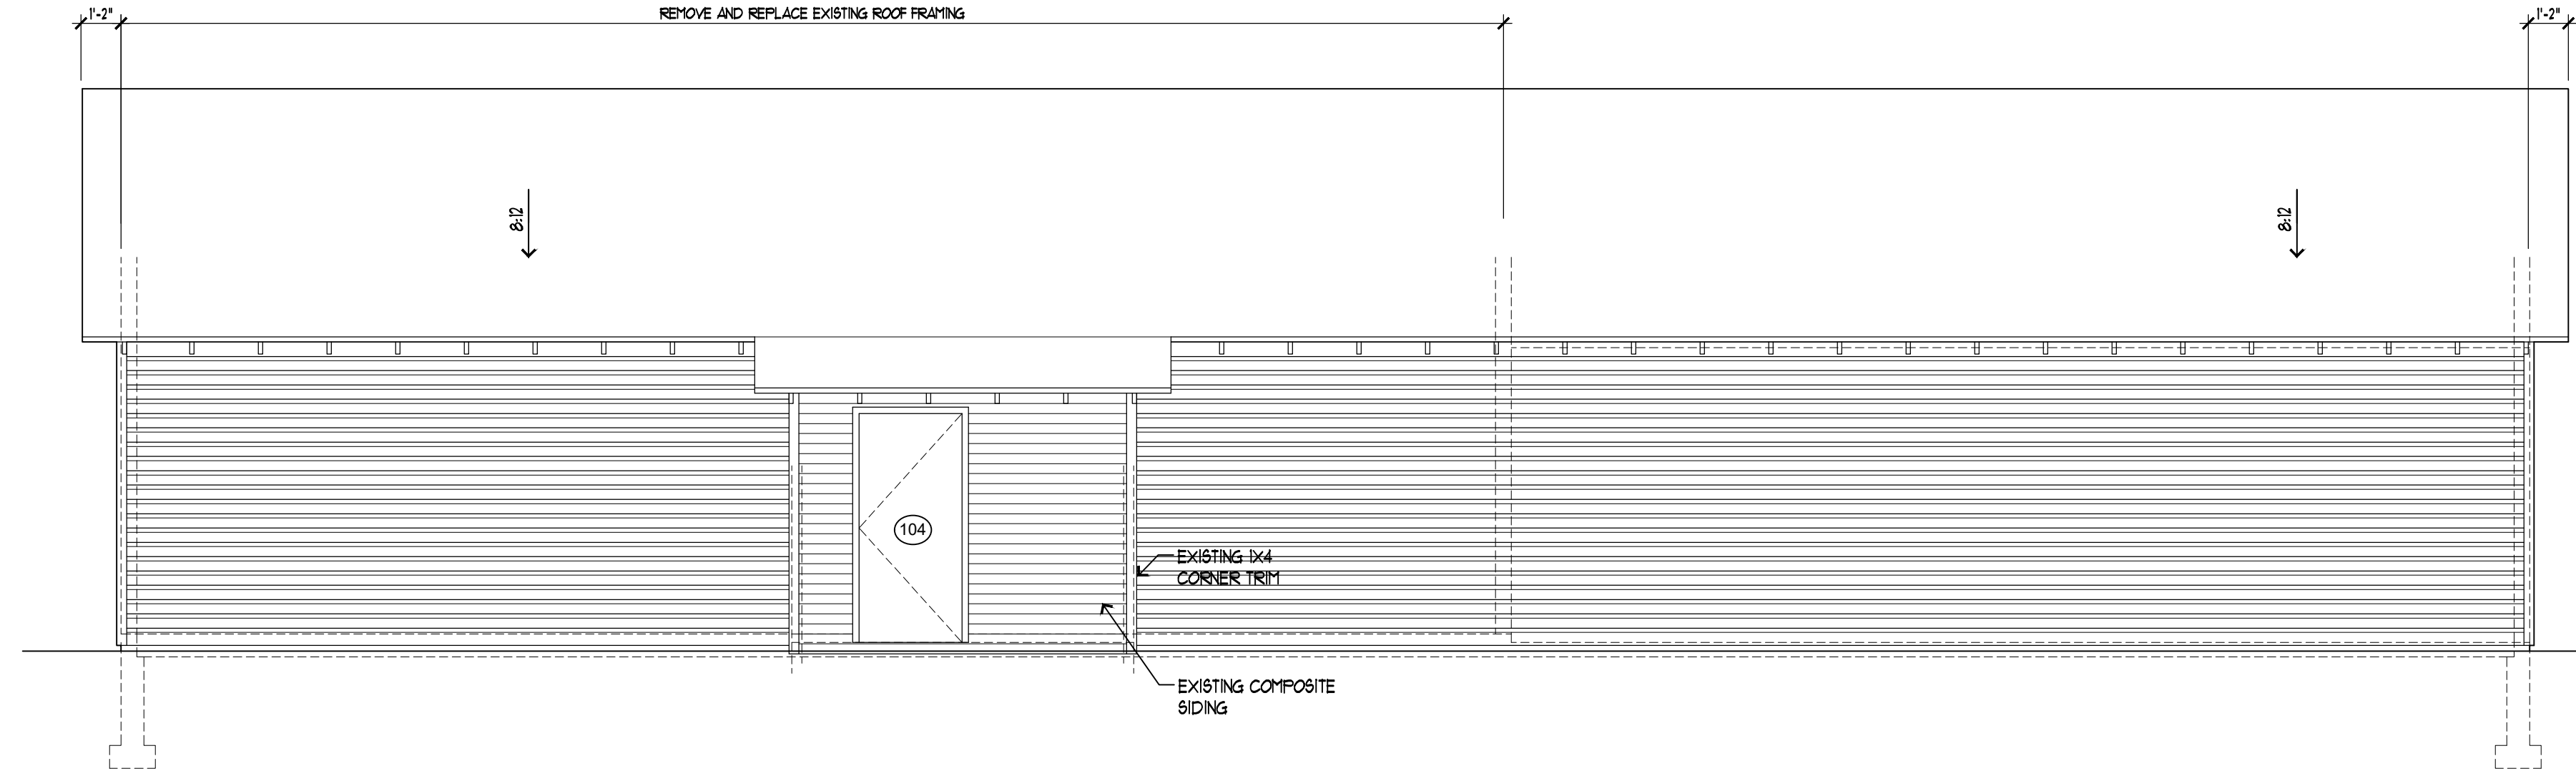 1'-2"
REMOVE AND REPLACE EXISTING ROOF FRAMING
1'-2"
8:12
8:12
104
EXISTING 1X4
CORNER TRIM
EXISTING COMPOSITE
SIDING